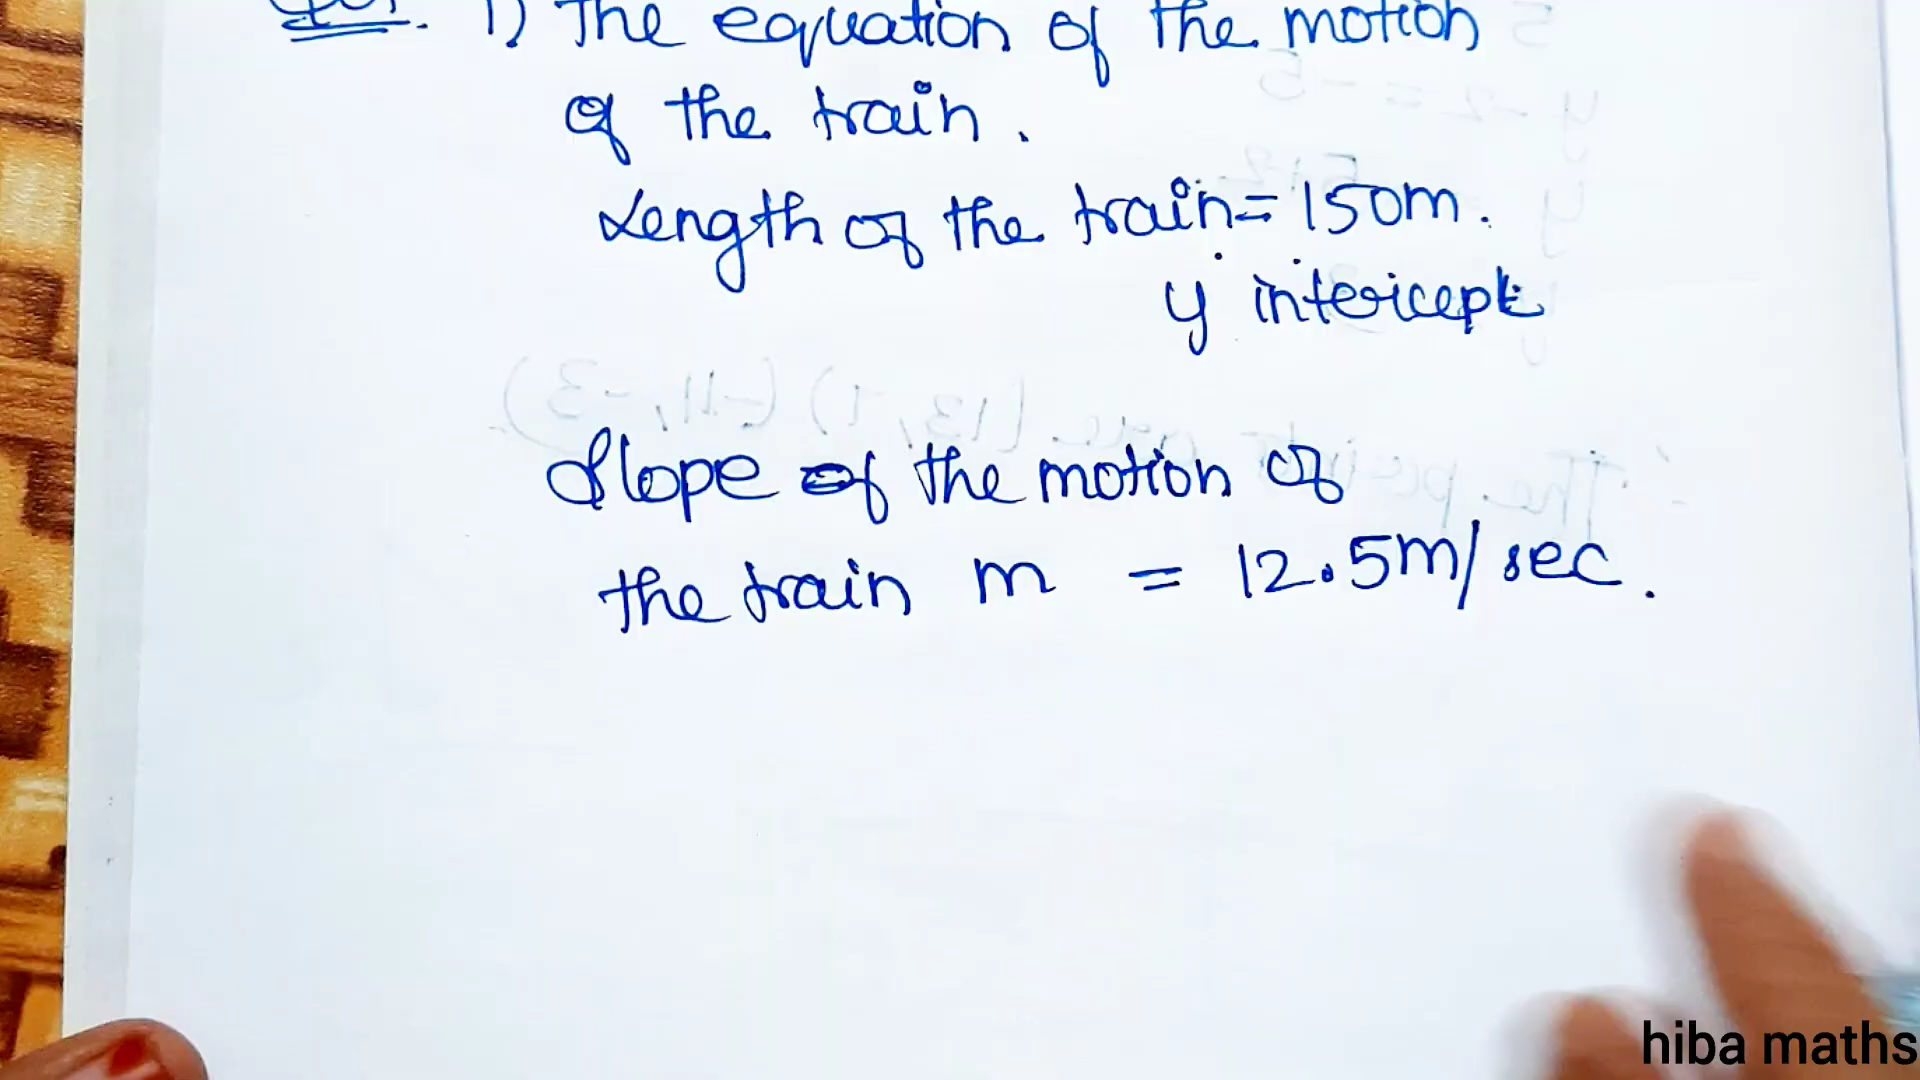 1) The equation of the motion
of the train.
Length of the train = 150m.
y intercept
Slope of the motion of
the train m = 12.5m/sec.
hiba maths